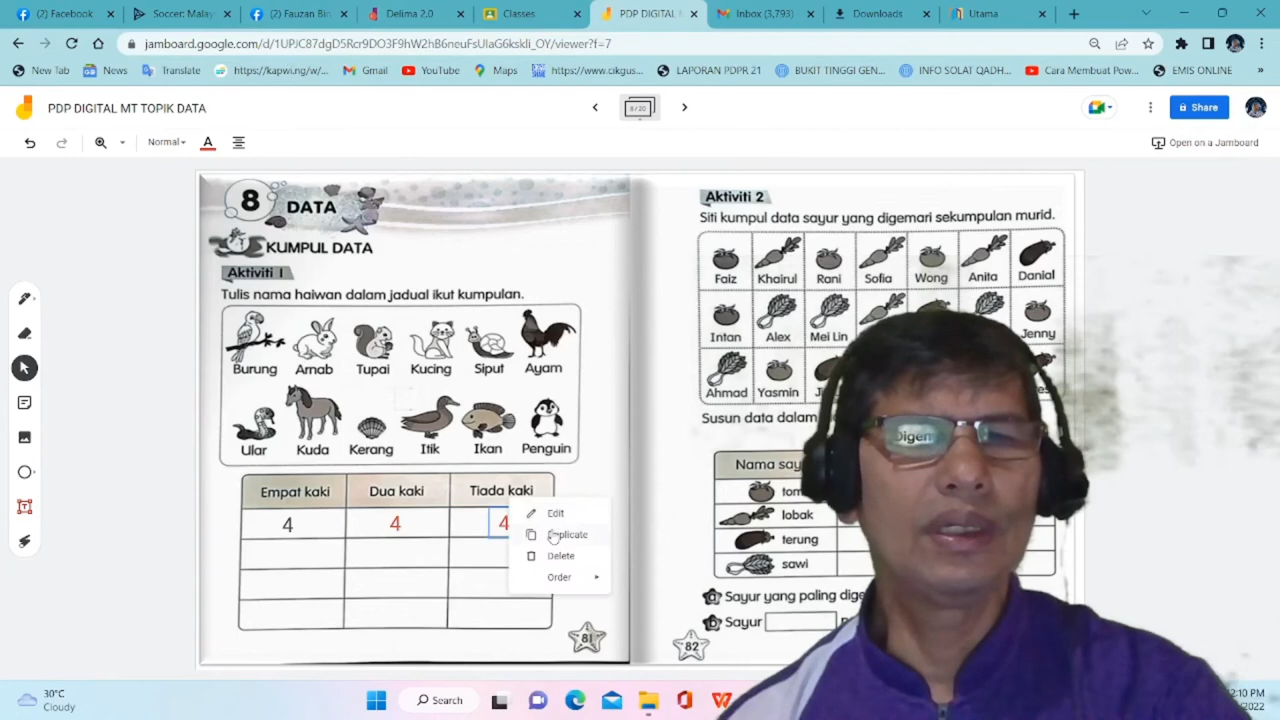 (2) Facebook
Soccer: Malay
(2) Fauzan Bin
Delima 2.0
Classes
PDP DIGITAL M
Inbox (3,793)
Downloads
Utama
jamboard.google.com/d/1UPJC87dgD5Rcr9DO3F9hW2hB6neuFsUIaG6kskdi_OY/viewer?f=7
New Tab
News
Translate
https://kapwi.ng/w/...
Gmail
YouTube
Maps
https://www.cikgus...
LAPORAN PDPR 21
BUKIT TINGGI GEN...
INFO SOLAT QADH...
Cara Membuat Pow...
EMIS ONLINE
»
PDP DIGITAL MT TOPIK DATA
8 / 20
Share
Normal
A
Open on a Jamboard
8
DATA
KUMPUL DATA
Aktiviti 1
Tulis nama haiwan dalam jadual ikut kumpulan.
Burung Arnab Tupai Kucing Siput Ayam
Ular Kuda Kerang Itik Ikan Penguin
Empat kaki Dua kaki Tiada kaki
4 4 4
Edit
Duplicate
Delete
Order
81
Aktiviti 2
Siti kumpul data sayur yang digemari sekumpulan murid.
Faiz Khairul Rani Sofia Wong Anita Danial
Intan Alex Mei Lin Jenny
Ahmad Yasmin
Susun data dalam
Nama
lobak
terung
sawi
Sayur yang paling
Sayur
82
30°C
Cloudy
Search